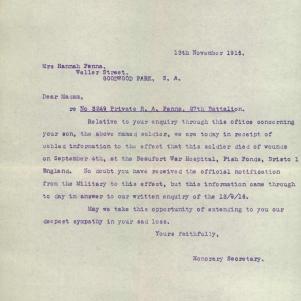 13th November 1916.
Mrs Hannah Fenna,
Weller Street,
GOODWOOD PARK, S. A.
Dear Madam,
re No 3249 Private R. A. Fenna, 27th Battalion.
Relative to your enquiry through this office concerning
your son, the above named soldier, we are today in receipt of
cabled information to the effect that this soldier died of wounds
on September 4th, at the Beaufort War Hospital, Fish Ponds, Bristol
England. No doubt you have received the official notification
from the Military to this effect, but this information came through
to day in answer to our written enquiry of the 13/9/16.
May we take this opportunity of extending to you our
deepest sympathy in your sad loss.
Yours faithfully,
Honorary Secretary.